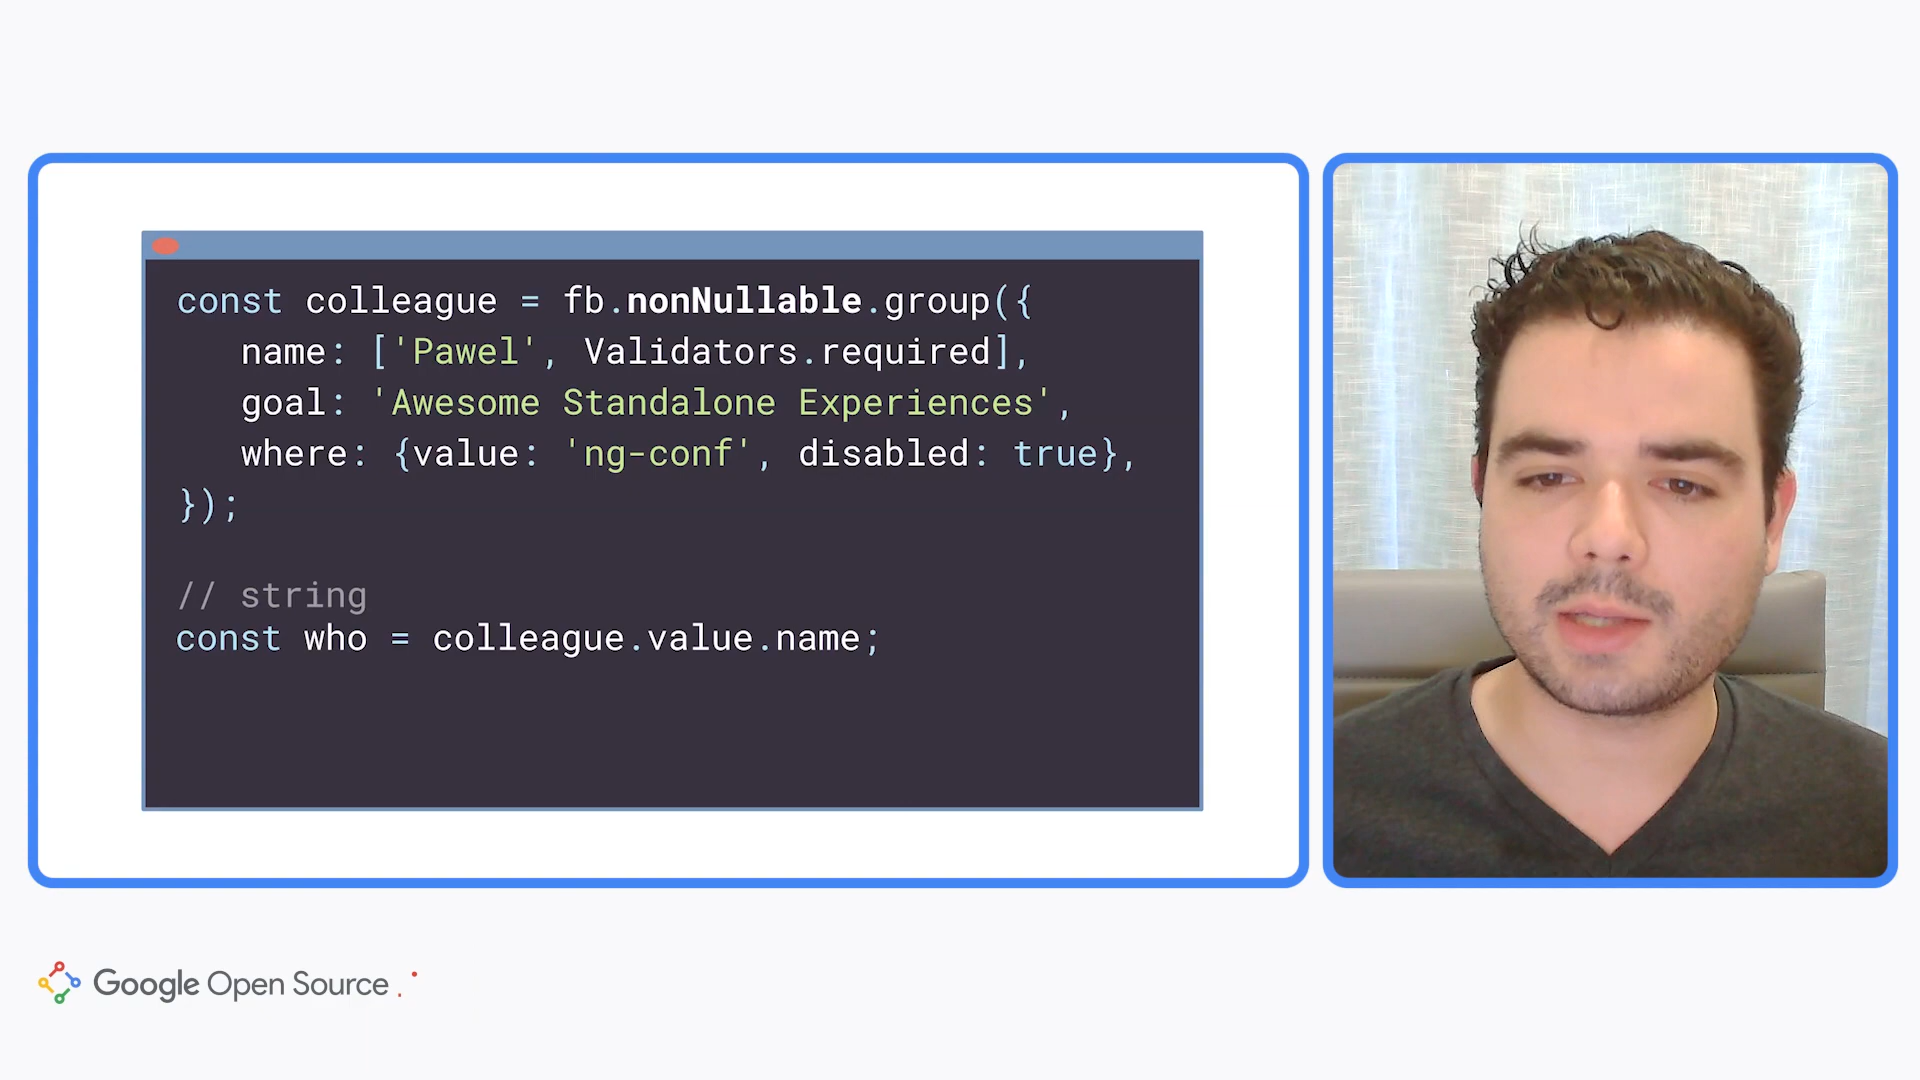 const colleague = fb.nonNullable.group({
name: ['Pawel', Validators.required],
goal: 'Awesome Standalone Experiences',
where: {value: 'ng-conf', disabled: true},
});
// string
const who = colleague.value.name;
Google Open Source